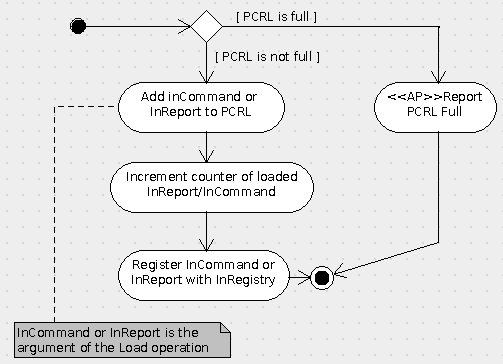 [ PCRL is full ]
[ PCRL is not full ]
Add inCommand or
InReport to PCRL
<<AP>>Report
PCRL Full
Increment counter of loaded
InReport/InCommand
Register InCommand or
InReport with InRegistry
InCommand or InReport is the
argument of the Load operation